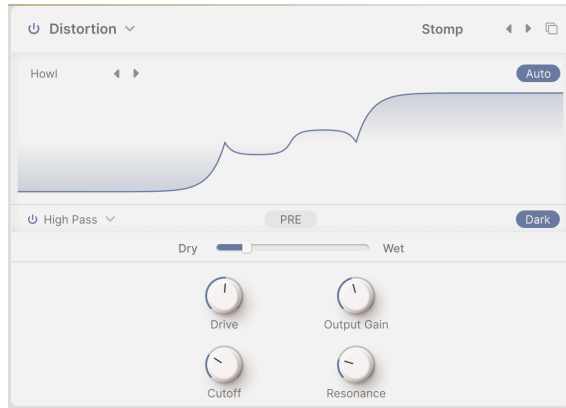 Distortion Stomp
Howl Auto
High Pass PRE Dark
Dry Wet
Drive Output Gain
Cutoff Resonance